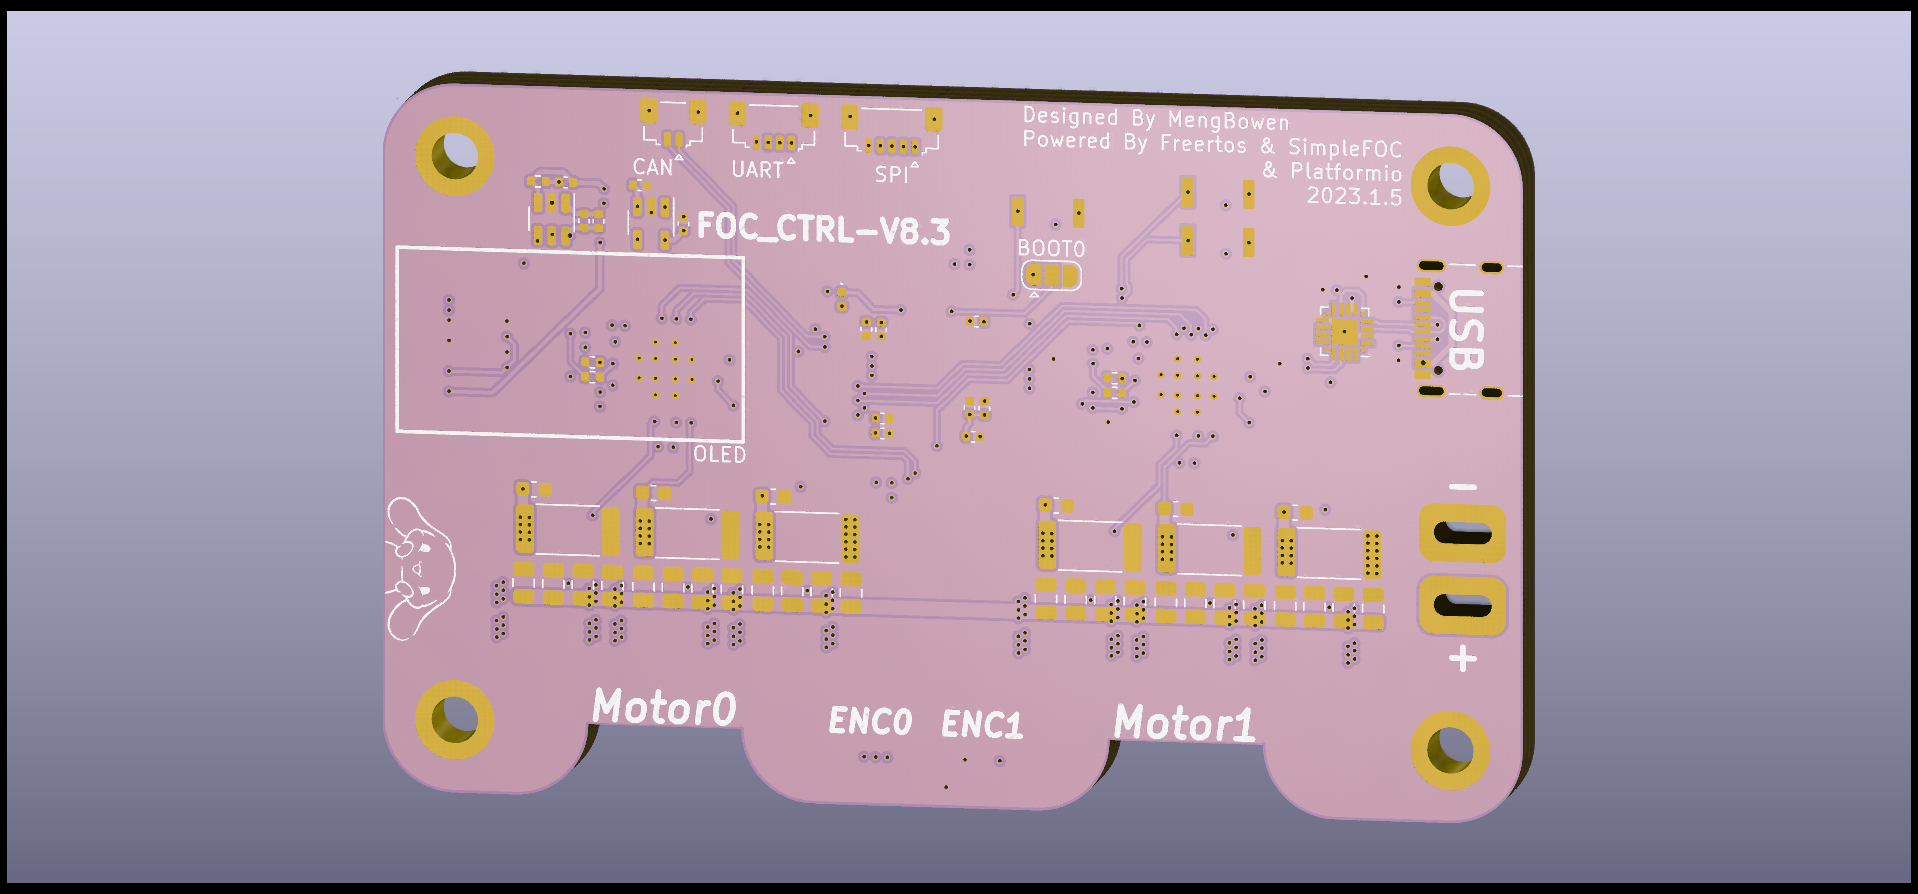 Designed By MengBowen
Powered By Freertos & SimpleFOC
& Platformio
2023.1.5
CAN
UART
SPI
FOC_CTRL-V8.3
BOOT0
USB
OLED
-
+
Motor0
ENC0
ENC1
Motor1